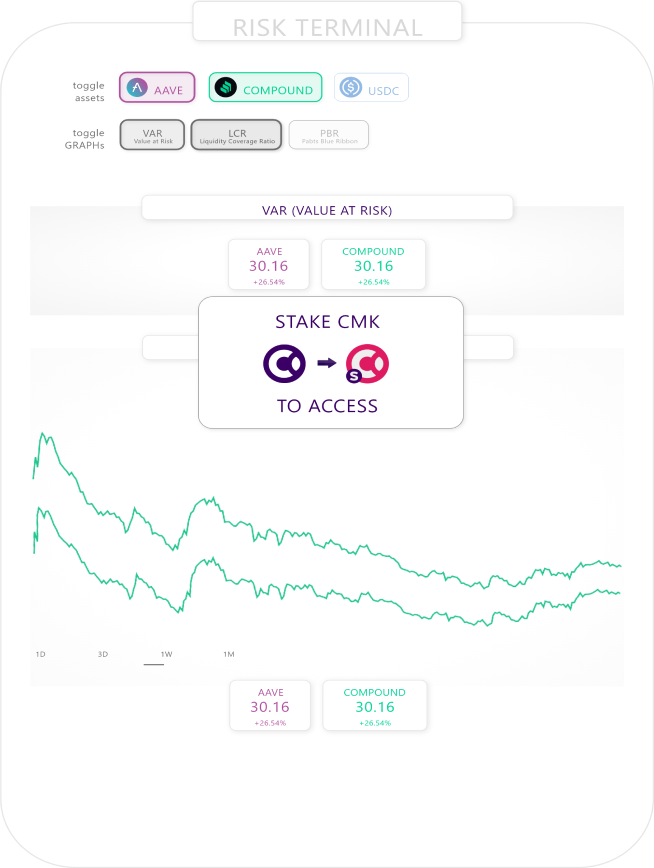 RISK TERMINAL
toggle
assets
AAVE
COMPOUND
USDC
toggle
GRAPHs
VAR
Value at Risk
LCR
Liquidity Coverage Ratio
PBR
Pabts Blue Ribbon
VAR (VALUE AT RISK)
AAVE
30.16
+26.54%
COMPOUND
30.16
+26.54%
STAKE CMK
S
TO ACCESS
1D
3D
1W
1M
AAVE
30.16
+26.54%
COMPOUND
30.16
+26.54%